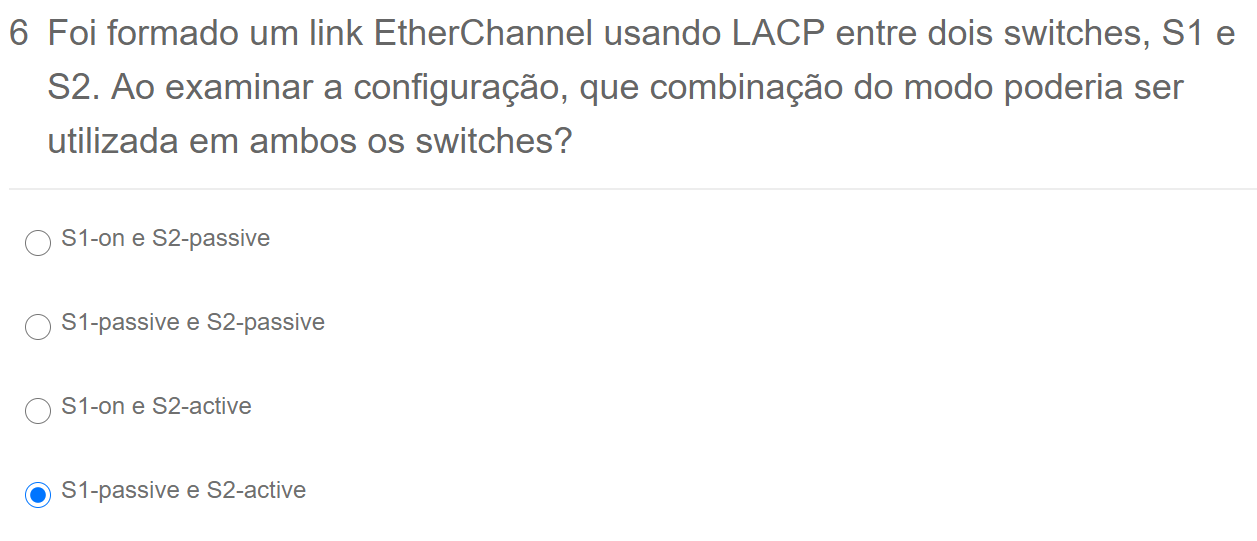 6 Foi formado um link EtherChannel usando LACP entre dois switches, S1 e
S2. Ao examinar a configuração, que combinação do modo poderia ser
utilizada em ambos os switches?
S1-on e S2-passive
S1-passive e S2-passive
S1-on e S2-active
S1-passive e S2-active